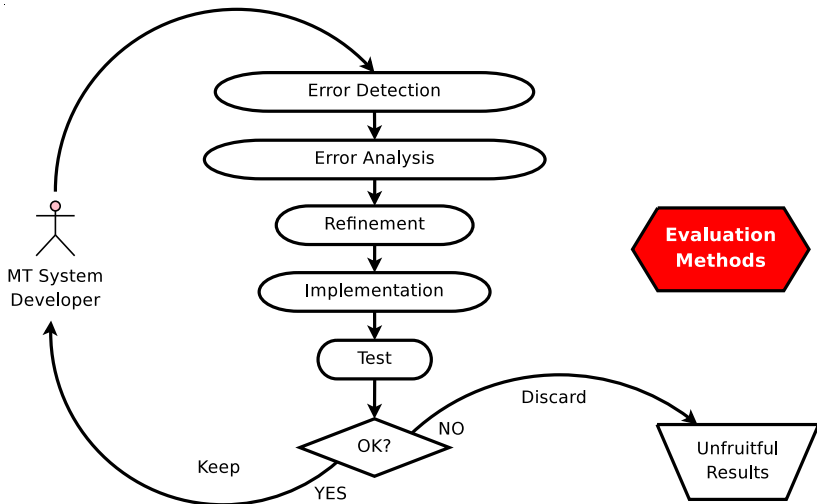 Error Detection
Error Analysis
Refinement
Evaluation
Methods
MT System
Developer
Implementation
Test
Discard
NO
OK?
Unfruitful
Results
Keep
YES